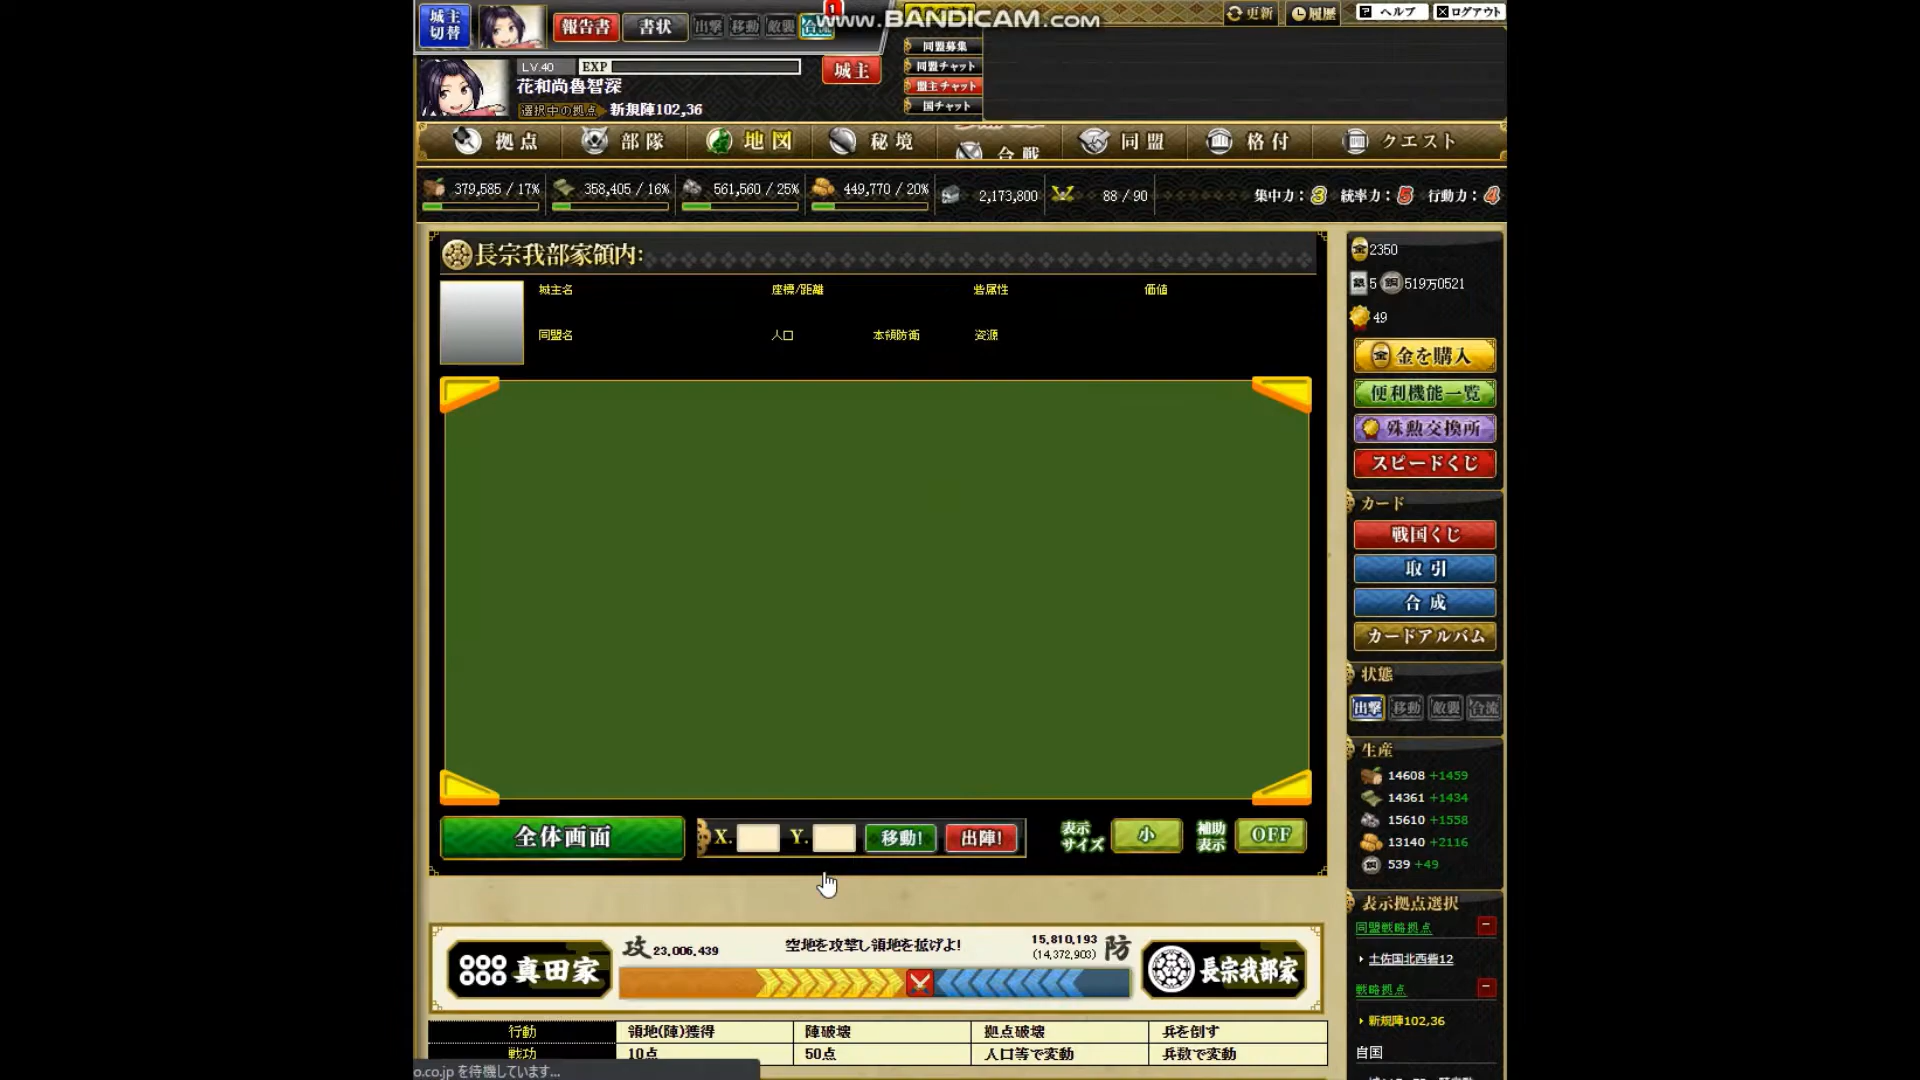 城主切替
報告書 書状 出撃 移動 敵襲 合流
1
www.BANDICAM.com
更新 履歴 ヘルプ ログアウト
LV.40 EXP
城主
花和尚魯智深
選択中の拠点 新規陣102,36
同盟募集
同盟チャット
盟主チャット
国チャット
拠点 部隊 地図 秘境 合戦 同盟 格付 クエスト
379,585 / 17% 358,405 / 16% 561,560 / 25% 449,770 / 20% 2,173,800 88 / 90 集中力：3 統率力：5 行動力：4
長宗我部家領内:
城主名 座標/距離 砦属性 価値
同盟名 人口 本領防衛 資源
全体画面 X. Y. 移動! 出陣! 表示サイズ 小 補助表示 OFF
真田家 攻 23,006,439 空地を攻撃し領地を拡げよ! 15,810,193 (14,372,903) 防 長宗我部家
行動 領地(陣)獲得 陣破壊 拠点破壊 兵を倒す
戦功 10点 50点 人口等で変動 兵数で変動
o.co.jp を待機しています...
金 2350
銀 5 銅 519万0521
49
金を購入
便利機能一覧
殊勲交換所
スピードくじ
カード
戦国くじ
取引
合成
カードアルバム
状態
出撃 移動 敵襲 合流
生産
14608 +1459
14361 +1434
15610 +1558
13140 +2116
銅 539 +49
表示拠点選択
同盟戦略拠点
土佐国北西砦12
戦略拠点
新規陣102,36
自国